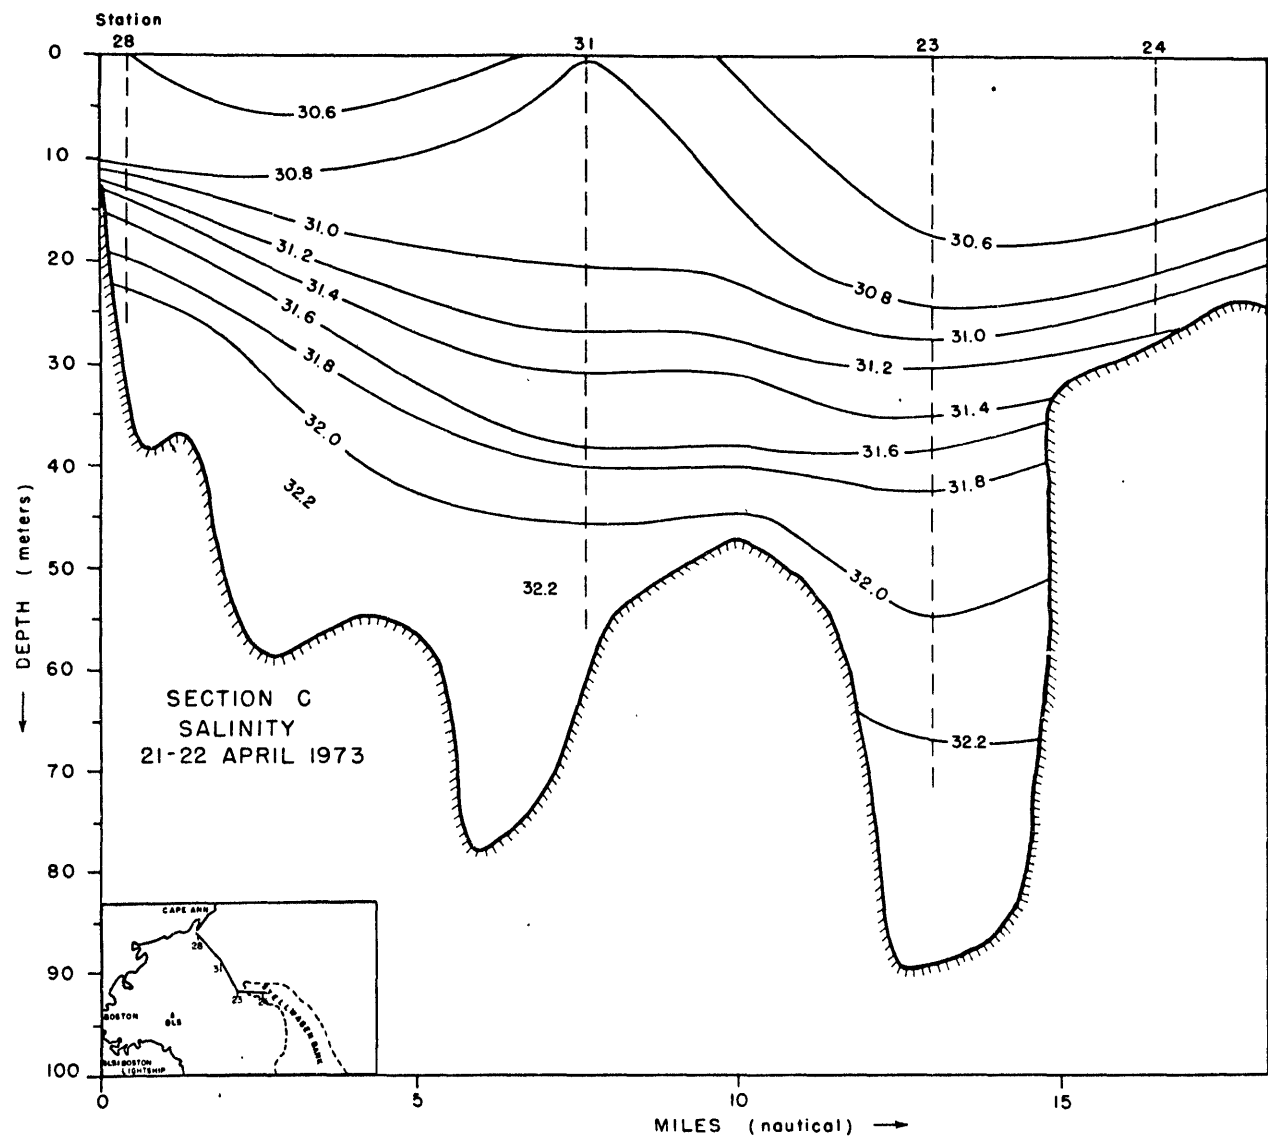 Station
28 31 23 24
0
10
20
30
40
50
60
70
80
90
100
← DEPTH (meters)
30.6
30.8
31.0
31.2
31.4
31.6
31.8
32.0
32.2
32.2
30.6
30.8
31.0
31.2
31.4
31.6
31.8
32.0
32.2
SECTION C
SALINITY
21-22 APRIL 1973
CAPE ANN
28
31
23
BOSTON
BLS
STELLWAGEN BANK
BOSTON
LIGHTSHIP
0 5 10 15
MILES (nautical) →